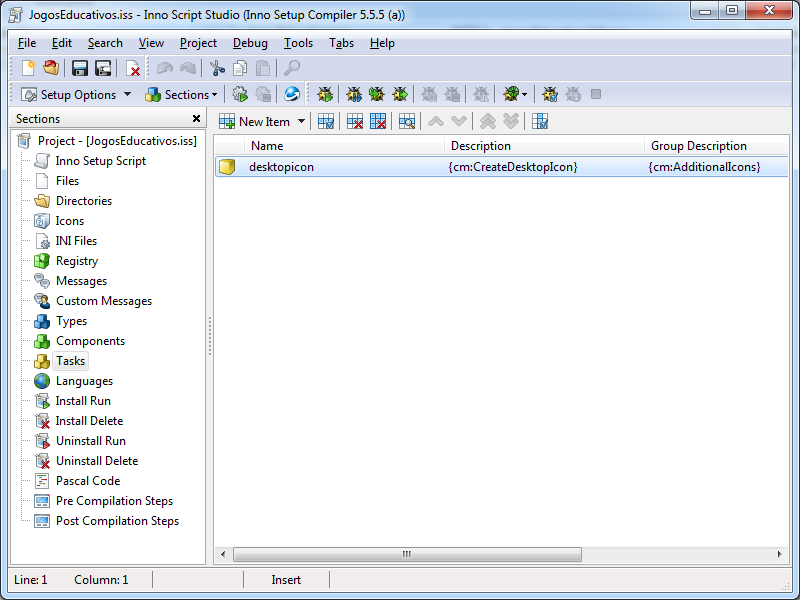 JogosEducativos.iss - Inno Script Studio (Inno Setup Compiler 5.5.5 (a))
File Edit Search View Project Debug Tools Tabs Help
Setup Options Sections
Sections
New Item
Project - [JogosEducativos.iss]
Inno Setup Script
Files
Directories
Icons
INI Files
Registry
Messages
Custom Messages
Types
Components
Tasks
Languages
Install Run
Install Delete
Uninstall Run
Uninstall Delete
Pascal Code
Pre Compilation Steps
Post Compilation Steps
Name Description Group Description
desktopicon {cm:CreateDesktopIcon} {cm:AdditionalIcons}
Line: 1 Column: 1 Insert